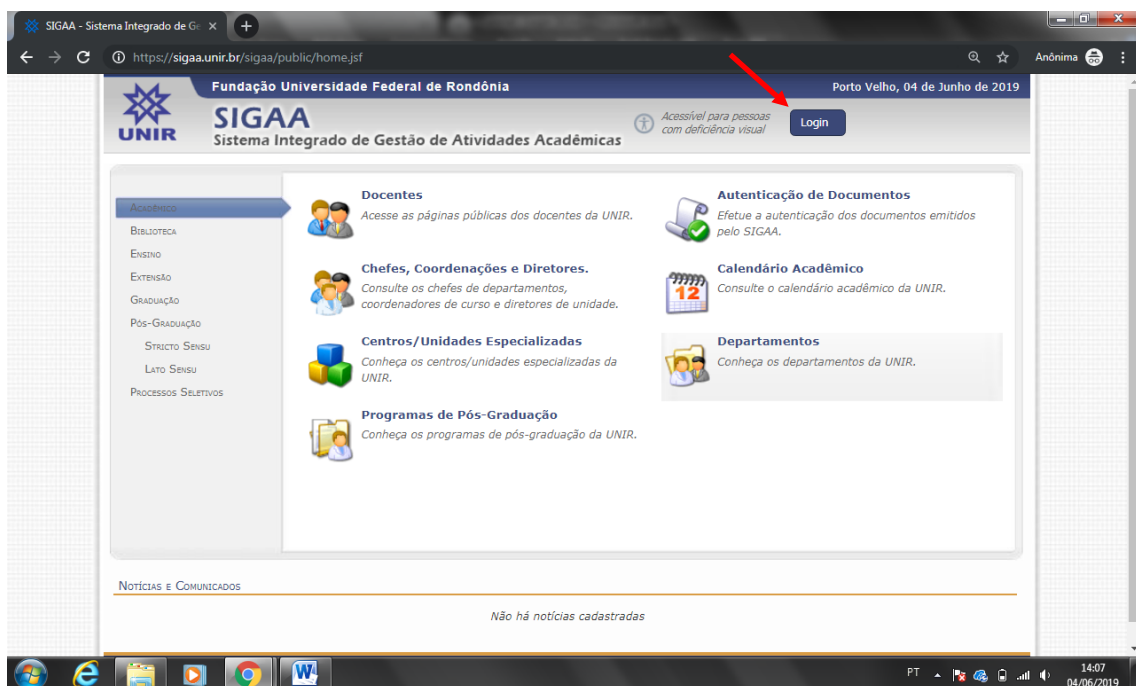 SIGAA - Sistema Integrado de Ge
https://sigaa.unir.br/sigaa/public/home.jsf
Anônima
Fundação Universidade Federal de Rondônia
Porto Velho, 04 de Junho de 2019
UNIR
SIGAA
Sistema Integrado de Gestão de Atividades Acadêmicas
Acessível para pessoas
com deficiência visual
Login
Acadêmico
Biblioteca
Ensino
Extensão
Graduação
Pós-Graduação
Stricto Sensu
Lato Sensu
Processos Seletivos
Docentes
Acesse as páginas públicas dos docentes da UNIR.
Autenticação de Documentos
Efetue a autenticação dos documentos emitidos
pelo SIGAA.
Chefes, Coordenações e Diretores.
Consulte os chefes de departamentos,
coordenadores de curso e diretores de unidade.
12
Calendário Acadêmico
Consulte o calendário acadêmico da UNIR.
Centros/Unidades Especializadas
Conheça os centros/unidades especializadas da
UNIR.
Departamentos
Conheça os departamentos da UNIR.
Programas de Pós-Graduação
Conheça os programas de pós-graduação da UNIR.
Notícias e Comunicados
Não há notícias cadastradas
PT
14:07
04/06/2019